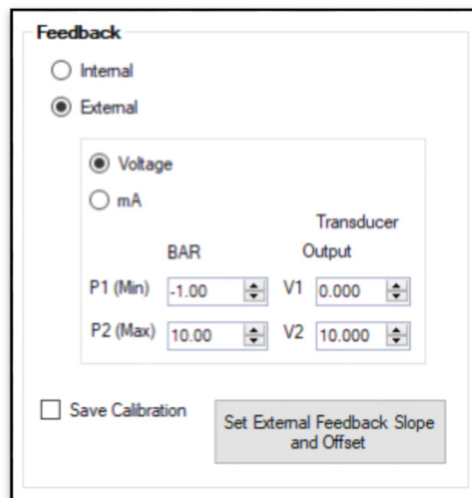 Feedback
Internal
External
Voltage
mA
Transducer
BAR Output
P1 (Min) -1.00 V1 0.000
P2 (Max) 10.00 V2 10.000
Save Calibration
Set External Feedback Slope
and Offset